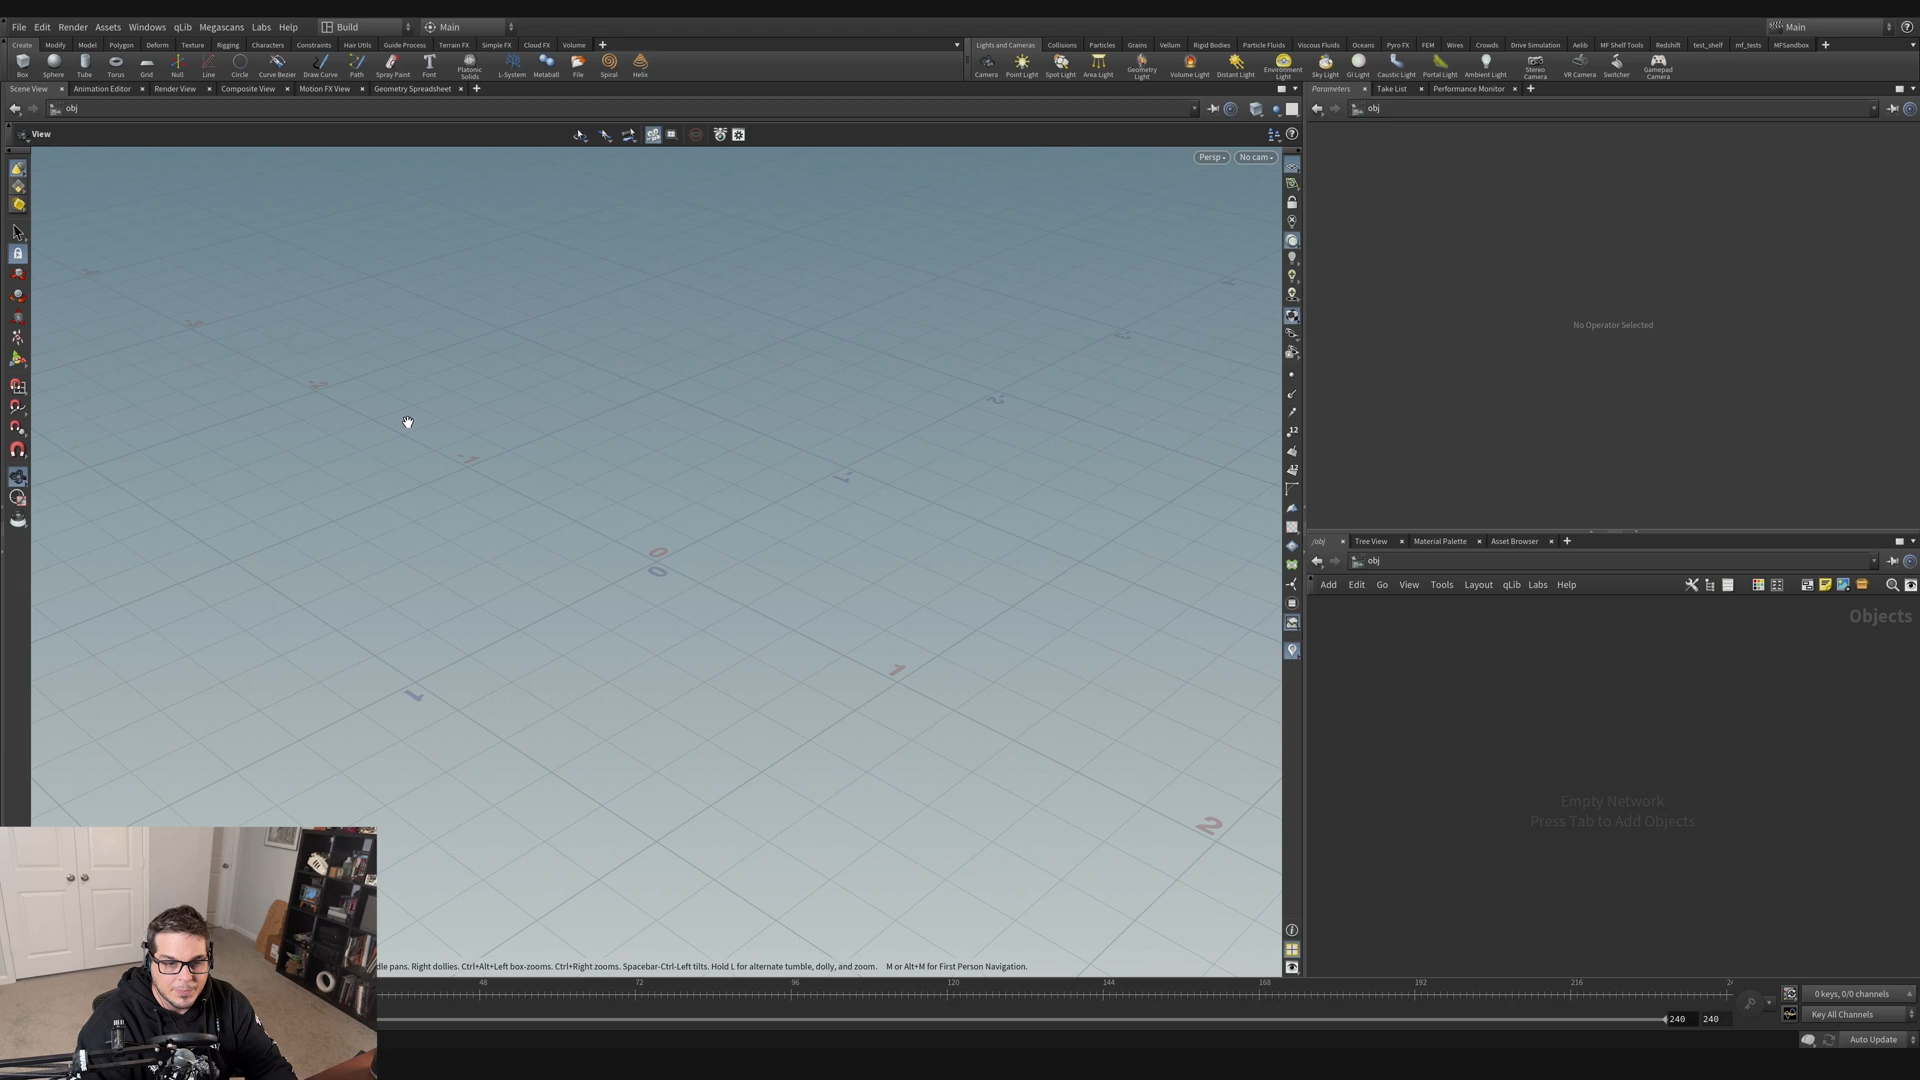 File Edit Render Assets Windows qLib Megascans Labs Help Build Main Main
Create Modify Model Polygon Deform Texture Rigging Characters Constraints Hair Utils Guide Process Terrain FX Simple FX Cloud FX Volume
Lights and Cameras Collisions Particles Grains Vellum Rigid Bodies Particle Fluids Viscous Fluids Oceans Pyro FX FEM Wires Crowds Drive Simulation Aelib MF Shelf Tools Redshift test_shelf mf_tests MFSandbox
Box Sphere Tube Torus Grid Null Line Circle Curve Bezier Draw Curve Path Spray Paint Font Platonic Solids L-System Metaball File Spiral Helix
Camera Point Light Spot Light Area Light Geometry Light Volume Light Distant Light Environment Light Sky Light GI Light Caustic Light Portal Light Ambient Light Stereo Camera VR Camera Switcher Gamepad Camera
Scene View Animation Editor Render View Composite View Motion FX View Geometry Spreadsheet
Parameters Take List Performance Monitor
obj
obj
View
Persp No cam
No Operator Selected
-1
0
0
1
1
2
/obj Tree View Material Palette Asset Browser
obj
Add Edit Go View Tools Layout qLib Labs Help
Objects
Empty Network
Press Tab to Add Objects
dle pans. Right dollies. Ctrl+Alt+Left box-zooms. Ctrl+Right zooms. Spacebar-Ctrl-Left tilts. Hold L for alternate tumble, dolly, and zoom. M or Alt+M for First Person Navigation.
48 72 96 120 144 168 192 216
0 keys, 0/0 channels
240 240 Key All Channels
Auto Update